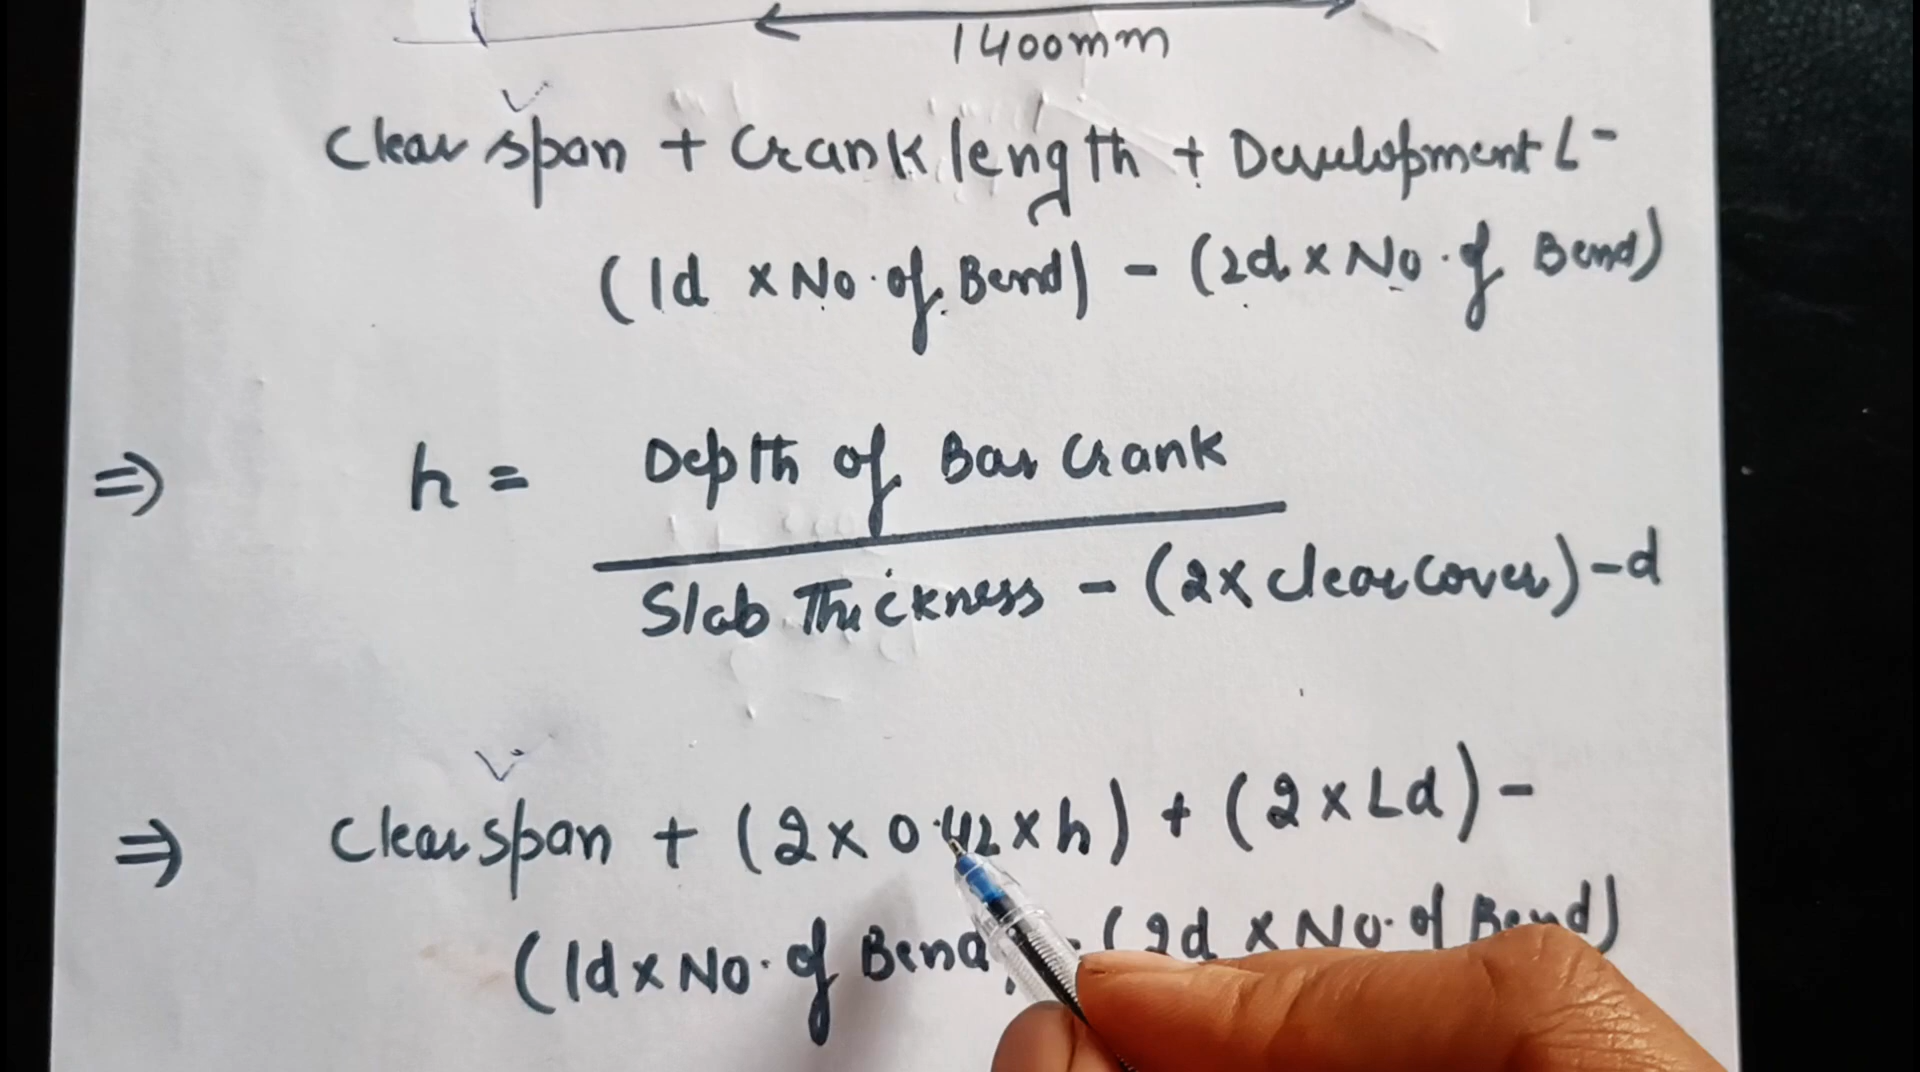 1400mm
Clear span + Crank length + Development L -
(1d x No. of Bend) - (2d x No. of Bend)
⇒ h = Depth of Bar Crank
Slab Thickness - (2x clear cover) - d
⇒ Clear span + (2 x 0.42 x h) + (2 x Ld) -
(1d x No. of Bend) - (2d x No. of Bend)